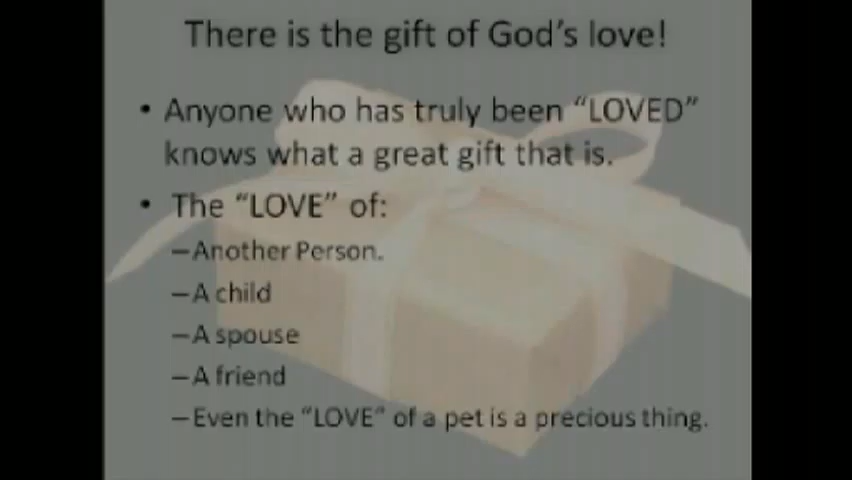 There is the gift of God's love!
• Anyone who has truly been “LOVED”
knows what a great gift that is.
• The “LOVE” of:
–Another Person.
–A child
–A spouse
–A friend
–Even the “LOVE” of a pet is a precious thing.